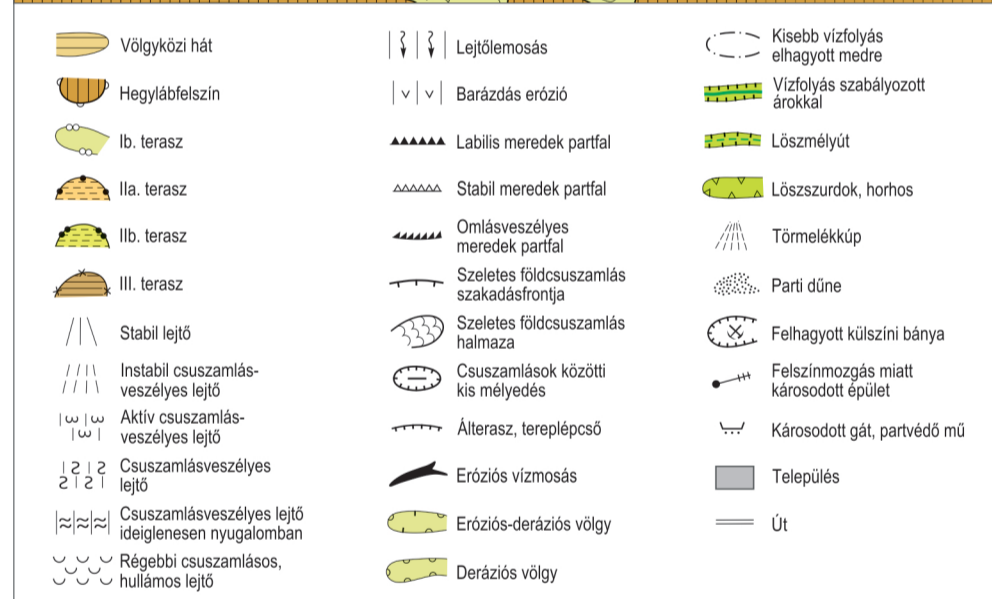 Völgyközi hát
Hegylábfelszín
Ib. terasz
IIa. terasz
IIb. terasz
III. terasz
Stabil lejtő
Instabil csuszamlás-
veszélyes lejtő
Aktív csuszamlás-
veszélyes lejtő
Csuszamlásveszélyes
lejtő
Csuszamlásveszélyes lejtő
ideiglenesen nyugalomban
Régebbi csuszamlásos,
hullámos lejtő
Lejtőlemosás
Barázdás erózió
Labilis meredek partfal
Stabil meredek partfal
Omlásveszélyes
meredek partfal
Szeletes földcsuszamlás
szakadásfrontja
Szeletes földcsuszamlás
halmaza
Csuszamlások közötti
kis mélyedés
Álterasz, tereplépcső
Eróziós vízmosás
Eróziós-deráziós völgy
Deráziós völgy
Kisebb vízfolyás
elhagyott medre
Vízfolyás szabályozott
árokkal
Löszmélyút
Löszszurdok, horhos
Törmelékkúp
Parti dűne
Felhagyott külszíni bánya
Felszínmozgás miatt
károsodott épület
Károsodott gát, partvédő mű
Település
Út